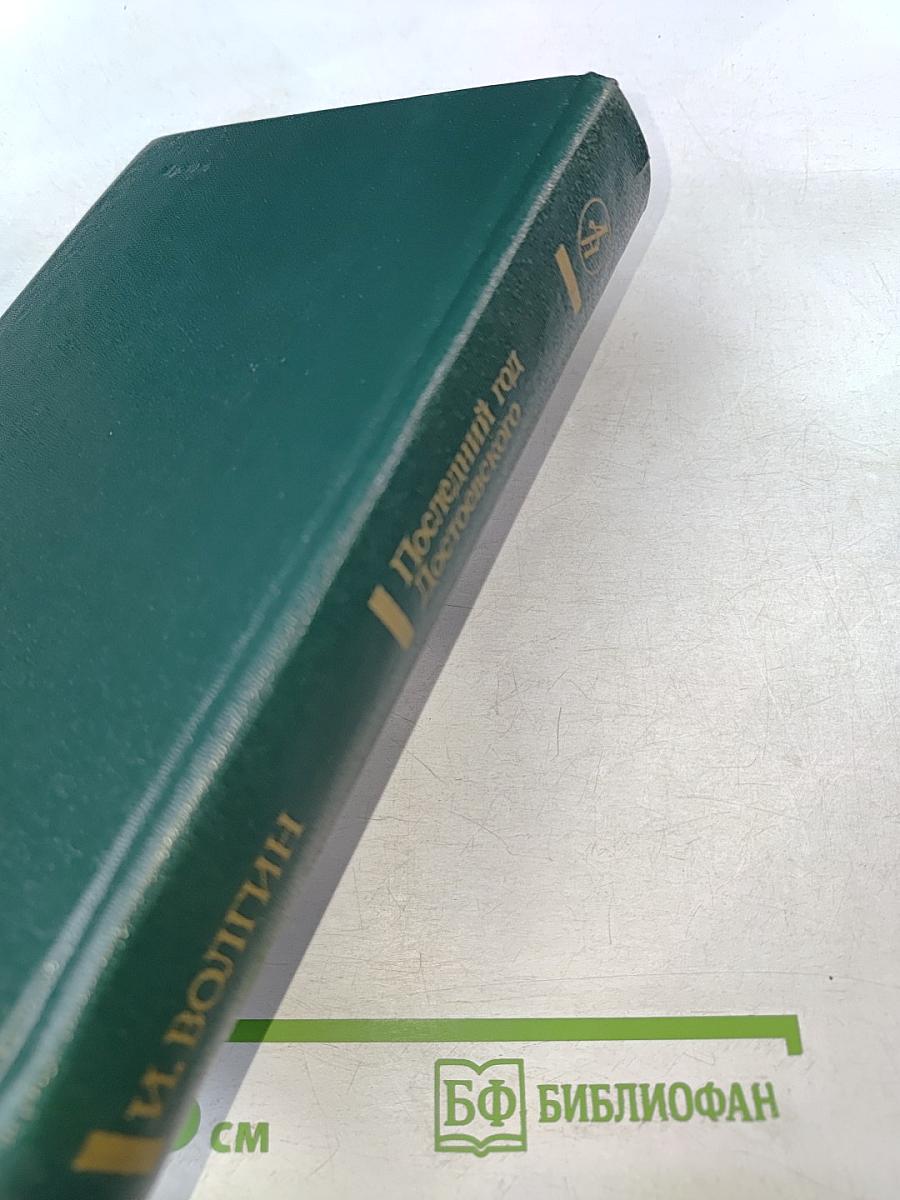 И. ВОЛГИН
Последний год
Достоевского
см
БФ
БИБЛИОФАН